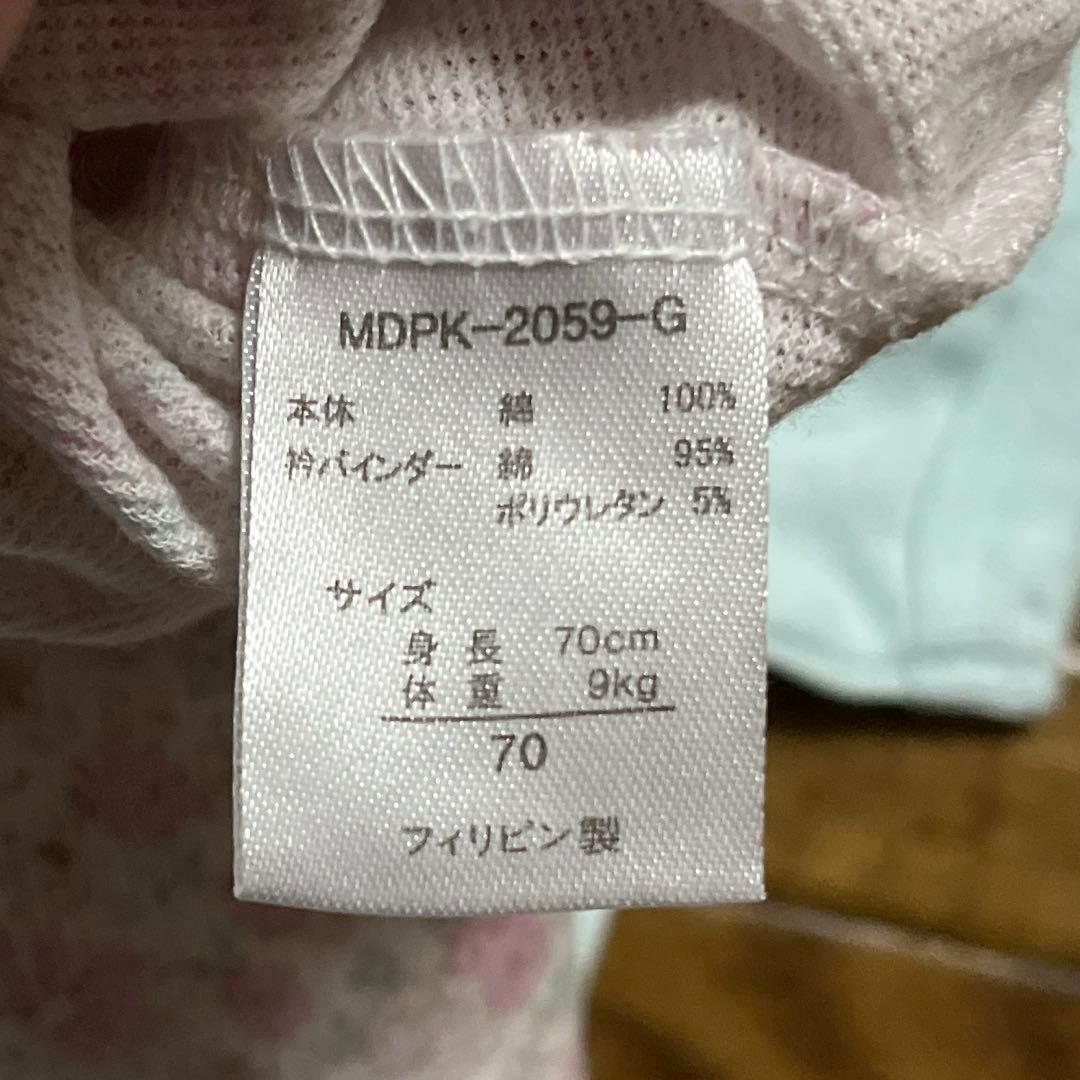 MDPK-2059-G
本体 綿 100%
衿バインダー 綿 95%
ポリウレタン 5%
サイズ
身長 70cm
体重 9kg
70
フィリピン製